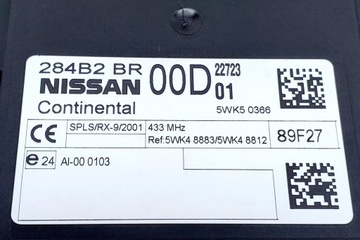 284B2 BR 00D 22723
NISSAN 01
Continental 5WK5 0366
CE SPLS/RX-9/2001 433 MHz
Ref:5WK4 8883/5WK4 8812 89F27
e 24 AI-00 0103